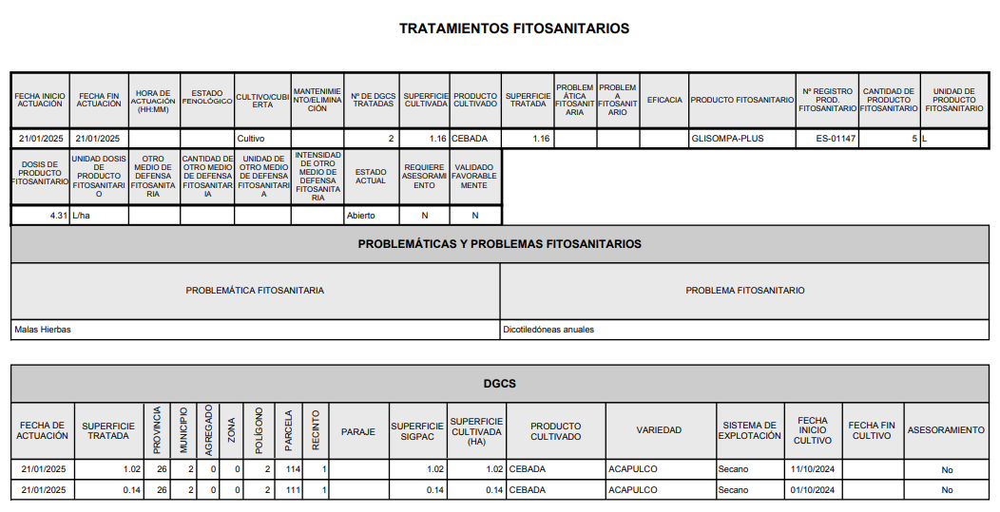 TRATAMIENTOS FITOSANITARIOS
FECHA INICIO ACTUACIÓN FECHA FIN ACTUACIÓN HORA DE ACTUACIÓN (HH:MM) ESTADO FENOLÓGICO CULTIVO/CUBIERTA MANTENIMIENTO/ELIMINACIÓN Nº DE DGCS TRATADAS SUPERFICIE CULTIVADA PRODUCTO CULTIVADO SUPERFICIE TRATADA PROBLEMÁTICA FITOSANITARIA PROBLEMA FITOSANITARIO EFICACIA PRODUCTO FITOSANITARIO Nº REGISTRO PROD. FITOSANITARIO CANTIDAD DE PRODUCTO FITOSANITARIO UNIDAD DE PRODUCTO FITOSANITARIO
21/01/2025 21/01/2025 Cultivo 2 1.16 CEBADA 1.16 GLISOMPA-PLUS ES-01147 5 L
DOSIS DE PRODUCTO FITOSANITARIO UNIDAD DOSIS DE PRODUCTO FITOSANITARIO OTRO MEDIO DE DEFENSA FITOSANITARIA CANTIDAD DE OTRO MEDIO DE DEFENSA FITOSANITARIA UNIDAD DE OTRO MEDIO DE DEFENSA FITOSANITARIA INTENSIDAD DE OTRO MEDIO DE DEFENSA FITOSANITARIA ESTADO ACTUAL REQUIERE ASESORAMIENTO VALIDADO FAVORABLEMENTE
4.31 L/ha Abierto N N
PROBLEMÁTICAS Y PROBLEMAS FITOSANITARIOS
PROBLEMÁTICA FITOSANITARIA PROBLEMA FITOSANITARIO
Malas Hierbas Dicotiledóneas anuales
DGCS
FECHA DE ACTUACIÓN SUPERFICIE TRATADA PROVINCIA MUNICIPIO AGREGADO ZONA POLÍGONO PARCELA RECINTO PARAJE SUPERFICIE SIGPAC SUPERFICIE CULTIVADA (HA) PRODUCTO CULTIVADO VARIEDAD SISTEMA DE EXPLOTACIÓN FECHA INICIO CULTIVO FECHA FIN CULTIVO ASESORAMIENTO
21/01/2025 1.02 26 2 0 0 2 114 1 1.02 1.02 CEBADA ACAPULCO Secano 11/10/2024 No
21/01/2025 0.14 26 2 0 0 2 111 1 0.14 0.14 CEBADA ACAPULCO Secano 01/10/2024 No